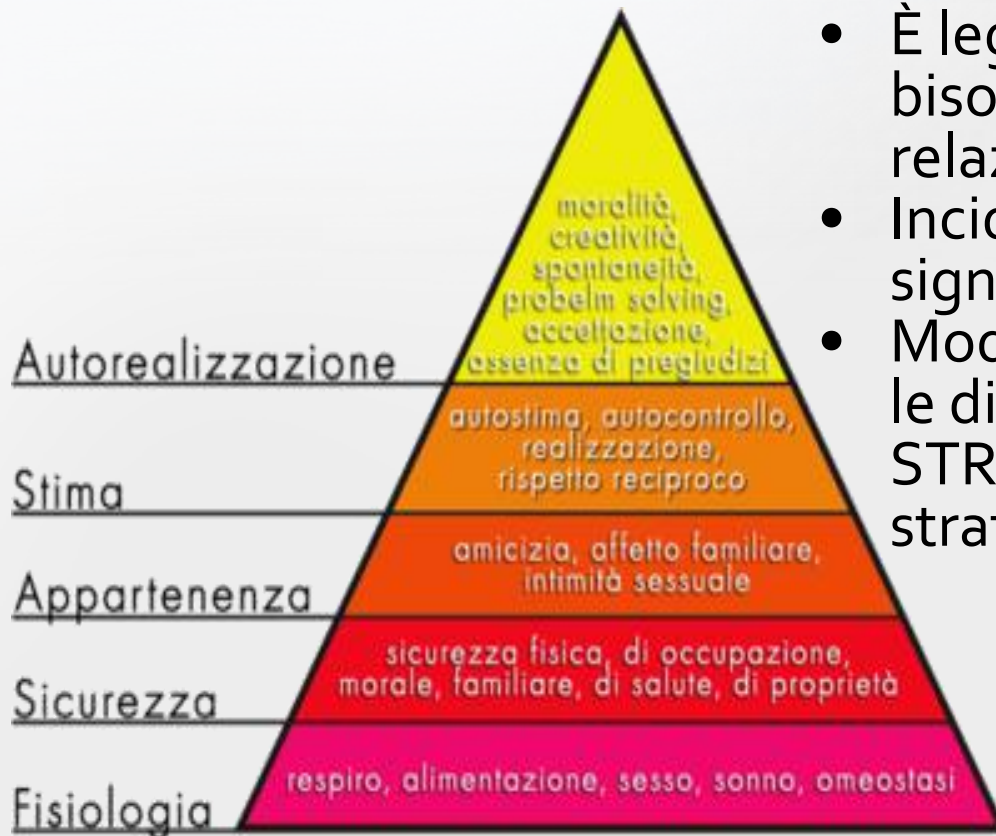 moralità,
creatività,
spontaneità,
probelm solving,
accettazione,
assenza di pregiudizi
Autorealizzazione
autostima, autocontrollo,
realizzazione,
rispetto reciproco
Stima
amicizia, affetto familiare,
intimità sessuale
Appartenenza
sicurezza fisica, di occupazione,
morale, familiare, di salute, di proprietà
Sicurezza
respiro, alimentazione, sesso, sonno, omeostasi
Fisiologia
• È
•
•
le